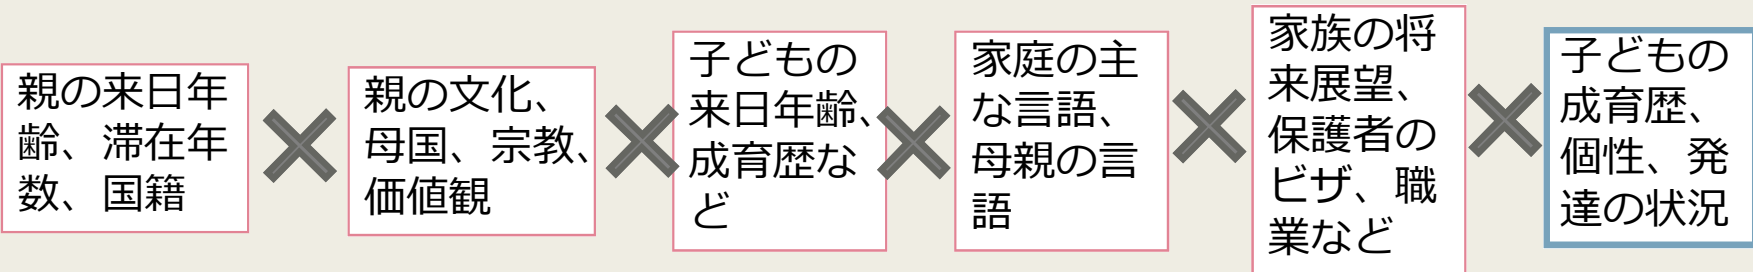 親の来日年
齢、滞在年
数、国籍
親の文化、
母国、宗教、
価値観
子どもの
来日年齢、
成育歴な
ど
家庭の主
な言語、
母親の言
語
家族の将
来展望、
保護者の
ビザ、職
業など
子どもの
成育歴、
個性、発
達の状況